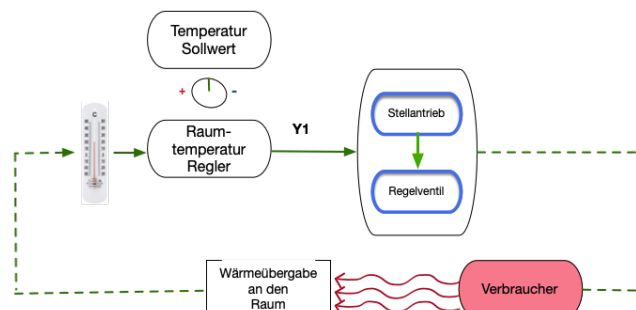 Temperatur
Sollwert
+ -
C
Raum-
temperatur
Regler
Y1
Stellantrieb
Regelventil
Wärmeübergabe
an den
Raum
Verbraucher